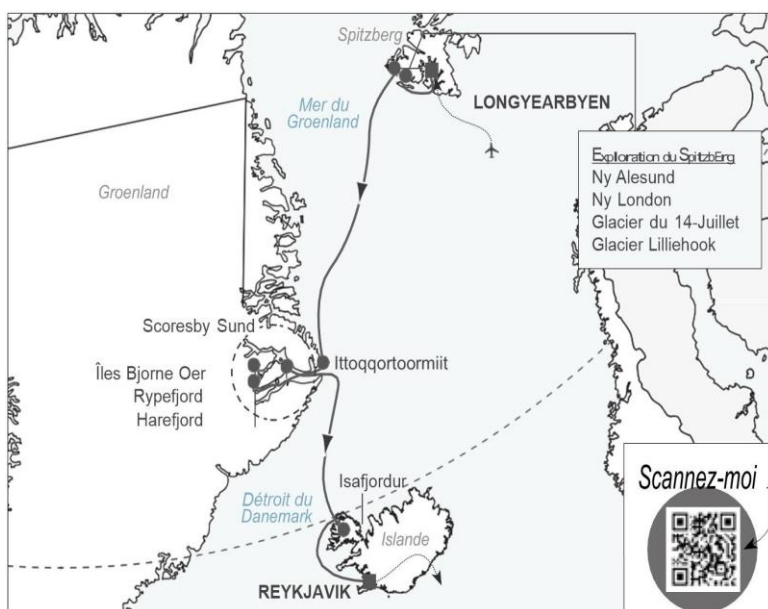 Spitzberg
LONGYEARBYEN
Mer du
Groenland
Exploration du SpitzbErg
Ny Alesund
Ny London
Glacier du 14-Juillet
Glacier Lilliehook
Groenland
Scoresby Sund
Ittoqqortoormiit
Îles Bjorne Oer
Rypefjord
Harefjord
Isafjordur
Détroit du
Danemark
Islande
REYKJAVIK
Scannez-moi